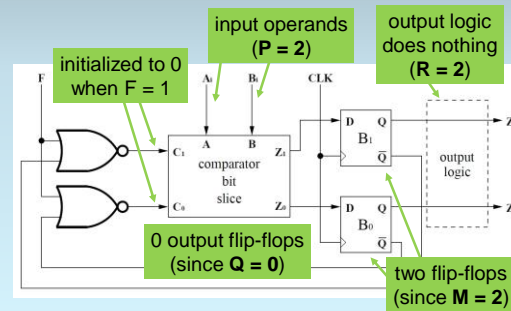 input operands
(P = 2)
output logic
does nothing
(R = 2)
initialized to 0
when F = 1
F
Ai
Bi
CLK
A
B
C1
Z1
comparator
bit
slice
C0
Z0
D
Q
B1
Q
D
Q
B0
Q
output
logic
Z
Z
0 output flip-flops
(since Q = 0)
two flip-flops
(since M = 2)